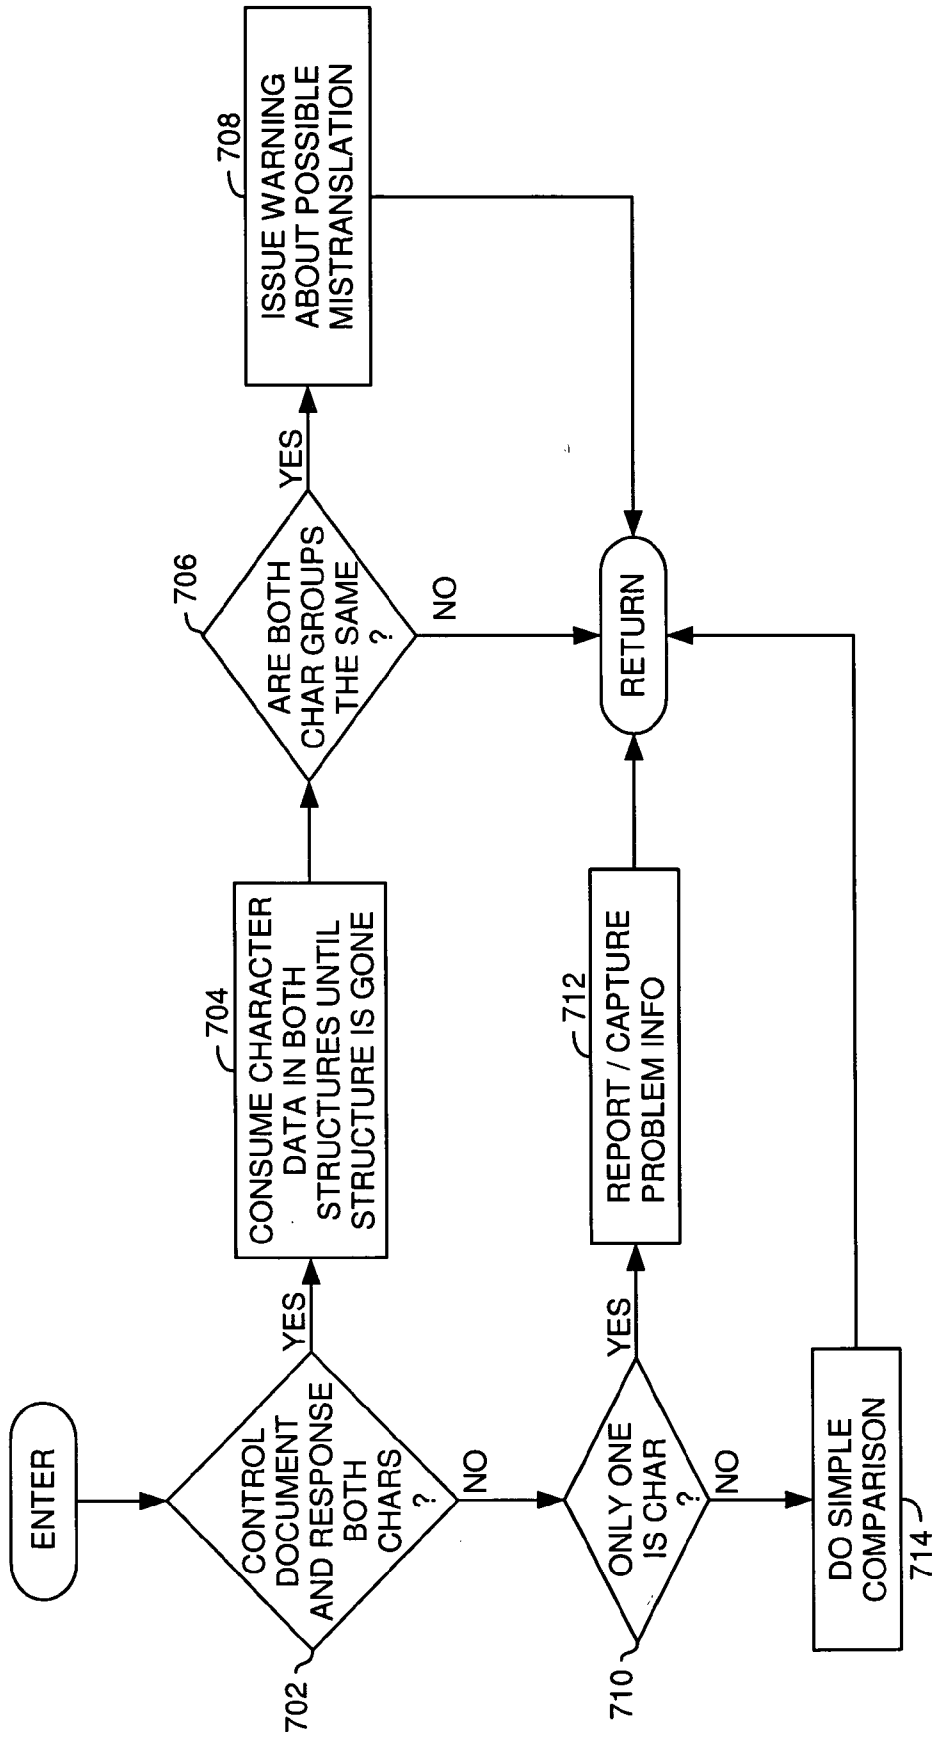 ENTER
702
CONTROL
DOCUMENT
AND RESPONSE
BOTH
CHARS
?
YES
NO
704
CONSUME CHARACTER
DATA IN BOTH
STRUCTURES UNTIL
STRUCTURE IS GONE
706
ARE BOTH
CHAR GROUPS
THE SAME
?
YES
NO
708
ISSUE WARNING
ABOUT POSSIBLE
MISTRANSLATION
710
ONLY ONE
IS CHAR
?
YES
NO
712
REPORT / CAPTURE
PROBLEM INFO
RETURN
DO SIMPLE
COMPARISON
714